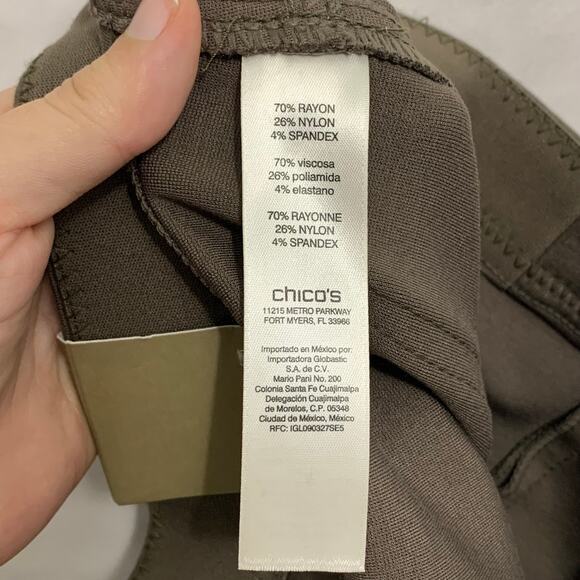 70% RAYON
26% NYLON
4% SPANDEX
70% viscosa
26% poliamida
4% elastano
70% RAYONNE
26% NYLON
4% SPANDEX
chico's
11215 METRO PARKWAY
FORT MYERS, FL 33966
Importado en México por:
Importadora Globastic
S.A. de C.V.
Mario Pani No. 200
Colonia Santa Fe Cuajimalpa
Delegación Cuajimalpa
de Morelos, C.P. 05348
Ciudad de México, México
RFC: IGL090327SE5